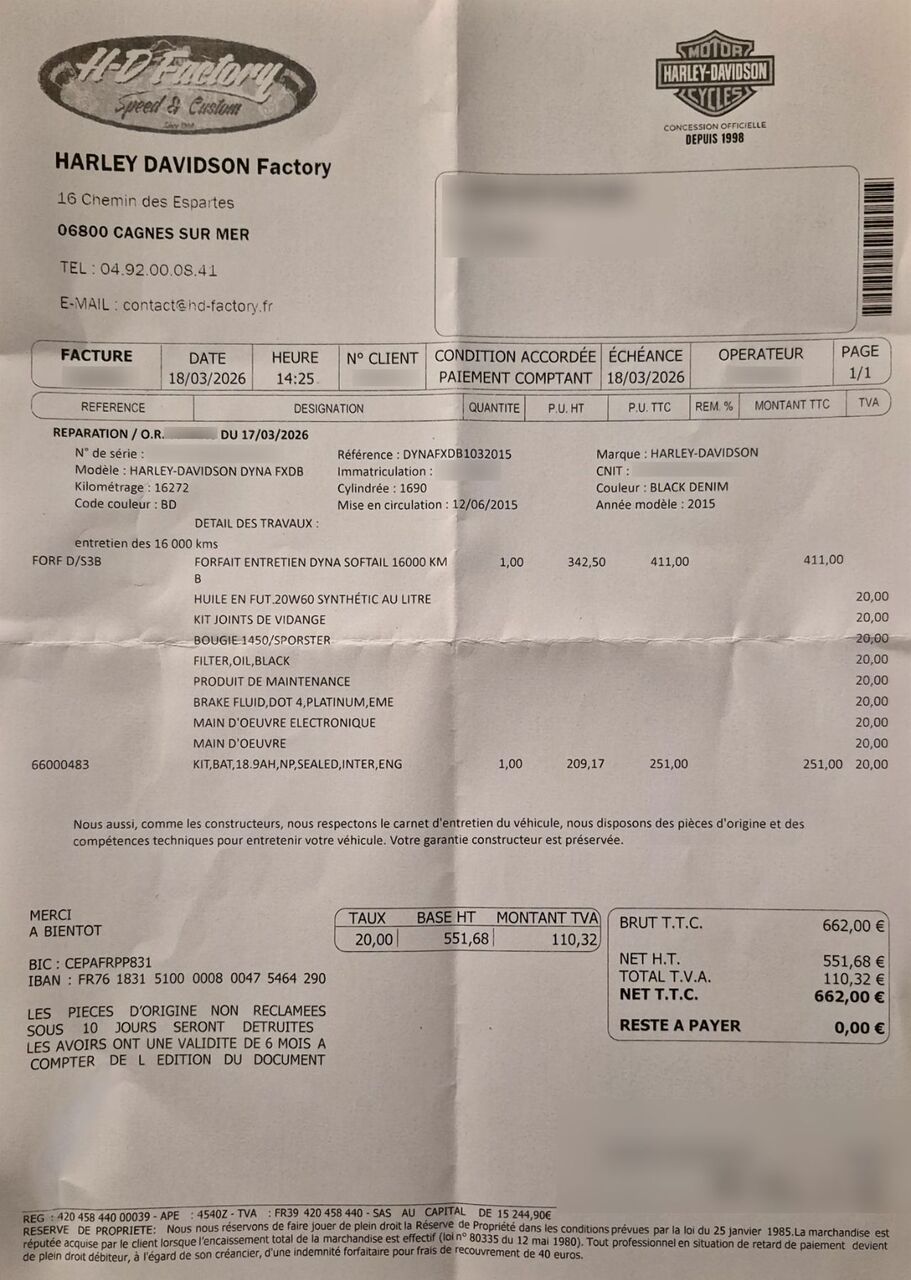 H-D Factory
Speed & Custom
MOTOR
HARLEY-DAVIDSON
CYCLES
CONCESSION OFFICIELLE
DEPUIS 1998
HARLEY DAVIDSON Factory
16 Chemin des Espartes
06800 CAGNES SUR MER
TEL : 04.92.00.08.41
E-MAIL : contact@hd-factory.fr
FACTURE DATE HEURE N° CLIENT CONDITION ACCORDÉE ÉCHÉANCE OPERATEUR PAGE
18/03/2026 14:25 PAIEMENT COMPTANT 18/03/2026 1/1
REFERENCE DESIGNATION QUANTITE P.U. HT P.U. TTC REM. % MONTANT TTC TVA
REPARATION / O.R. DU 17/03/2026
N° de série : Référence : DYNAFXDB1032015 Marque : HARLEY-DAVIDSON
Modèle : HARLEY-DAVIDSON DYNA FXDB Immatriculation : CNIT :
Kilométrage : 16272 Cylindrée : 1690 Couleur : BLACK DENIM
Code couleur : BD Mise en circulation : 12/06/2015 Année modèle : 2015
DETAIL DES TRAVAUX :
entretien des 16 000 kms
FORF D/S3B FORFAIT ENTRETIEN DYNA SOFTAIL 16000 KM 1,00 342,50 411,00 411,00
B
HUILE EN FUT.20W60 SYNTHÉTIC AU LITRE 20,00
KIT JOINTS DE VIDANGE 20,00
BOUGIE 1450/SPORSTER 20,00
FILTER,OIL,BLACK 20,00
PRODUIT DE MAINTENANCE 20,00
BRAKE FLUID,DOT 4,PLATINUM,EME 20,00
MAIN D'OEUVRE ELECTRONIQUE 20,00
MAIN D'OEUVRE 20,00
66000483 KIT,BAT,18.9AH,NP,SEALED,INTER,ENG 1,00 209,17 251,00 251,00 20,00
Nous aussi, comme les constructeurs, nous respectons le carnet d'entretien du véhicule, nous disposons des pièces d'origine et des
compétences techniques pour entretenir votre véhicule. Votre garantie constructeur est préservée.
MERCI
A BIENTOT
BIC : CEPAFRPP831
IBAN : FR76 1831 5100 0008 0047 5464 290
LES PIECES D'ORIGINE NON RECLAMEES
SOUS 10 JOURS SERONT DETRUITES
LES AVOIRS ONT UNE VALIDITE DE 6 MOIS A
COMPTER DE L EDITION DU DOCUMENT
TAUX BASE HT MONTANT TVA
20,00 551,68 110,32
BRUT T.T.C. 662,00 €
NET H.T. 551,68 €
TOTAL T.V.A. 110,32 €
NET T.T.C. 662,00 €
RESTE A PAYER 0,00 €
REG : 420 458 440 00039 - APE : 4540Z - TVA : FR39 420 458 440 - SAS AU CAPITAL DE 15 244,90€
RESERVE DE PROPRIETE: Nous nous réservons de faire jouer de plein droit la Réserve de Propriété dans les conditions prévues par la loi du 25 janvier 1985.La marchandise est
réputée acquise par le client lorsque l'encaissement total de la marchandise est effectif (loi n° 80335 du 12 mai 1980). Tout professionnel en situation de retard de paiement devient
de plein droit débiteur, à l'égard de son créancier, d'une indemnité forfaitaire pour frais de recouvrement de 40 euros.